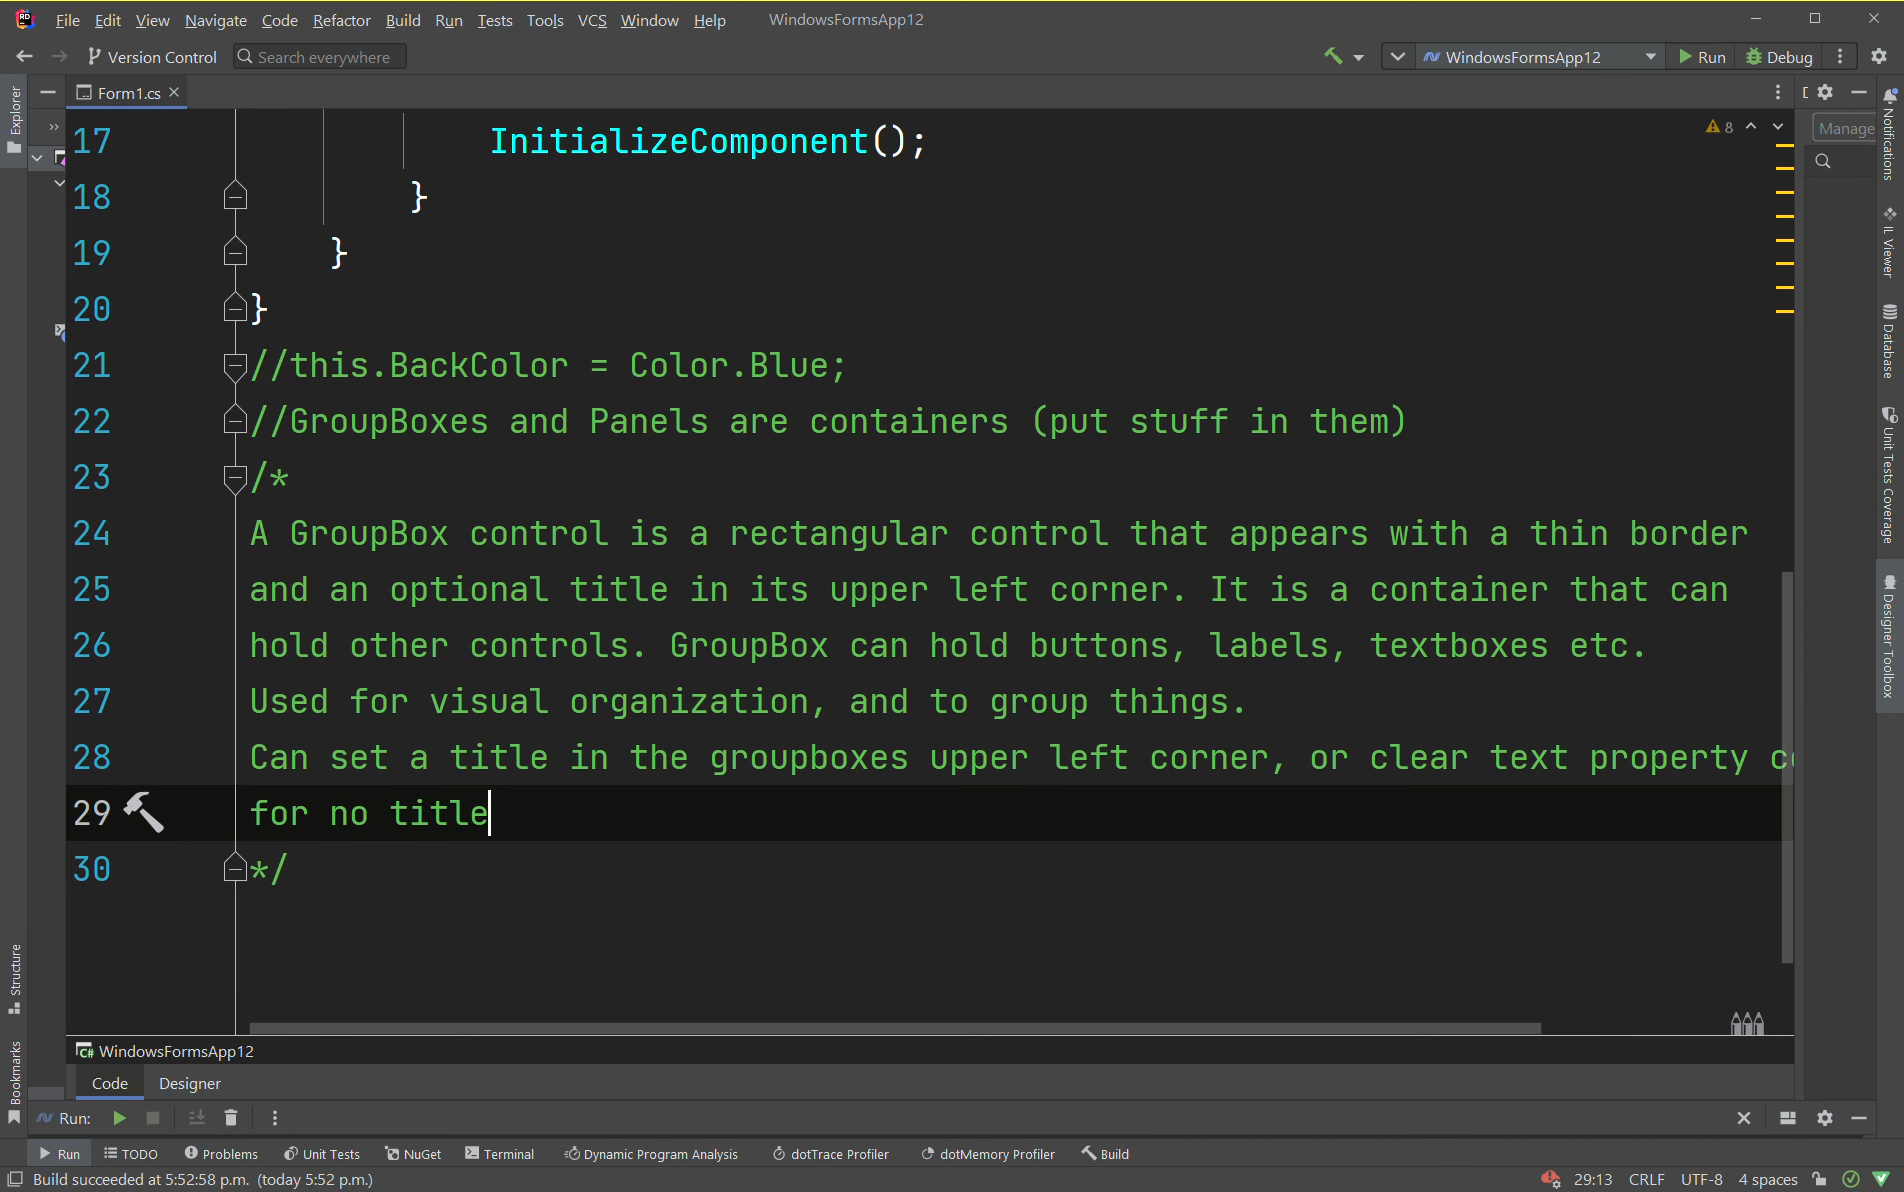 File Edit View Navigate Code Refactor Build Run Tests Tools VCS Window Help WindowsFormsApp12
Version Control Search everywhere WindowsFormsApp12 Run Debug
Form1.cs
Manage
8
Explorer
17 InitializeComponent();
18 }
19 }
20 }
21 //this.BackColor = Color.Blue;
22 //GroupBoxes and Panels are containers (put stuff in them)
23 /*
24 A GroupBox control is a rectangular control that appears with a thin border
25 and an optional title in its upper left corner. It is a container that can
26 hold other controls. GroupBox can hold buttons, labels, textboxes etc.
27 Used for visual organization, and to group things.
28 Can set a title in the groupboxes upper left corner, or clear text property
29 for no title
30 */
Notifications
IL Viewer
Database
Unit Tests Coverage
Designer Toolbox
Structure
Bookmarks
C# WindowsFormsApp12
Code Designer
Run:
Run TODO Problems Unit Tests NuGet Terminal Dynamic Program Analysis dotTrace Profiler dotMemory Profiler Build
Build succeeded at 5:52:58 p.m. (today 5:52 p.m.) 29:13 CRLF UTF-8 4 spaces